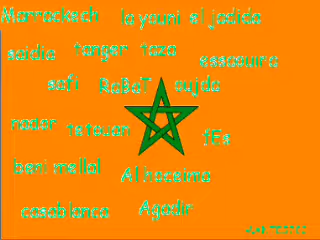 Marrackech la youni el jadida
saidia tanger taza essaouira
safi RaBaT oujda
nador tetouan fEs
beni mellal Al hoceima
casablanca Agadir